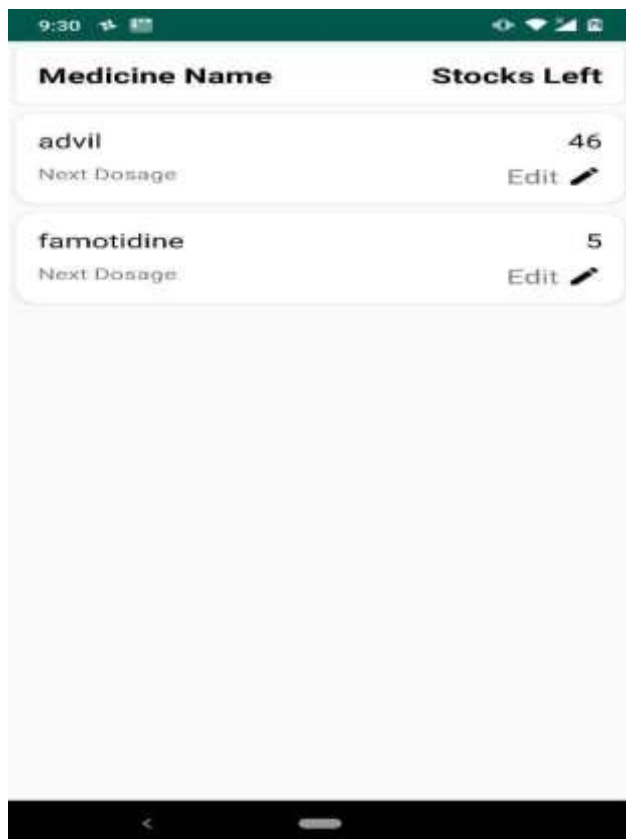 9:30
Medicine Name Stocks Left
advil 46
Next Dosage Edit
famotidine 5
Next Dosage Edit